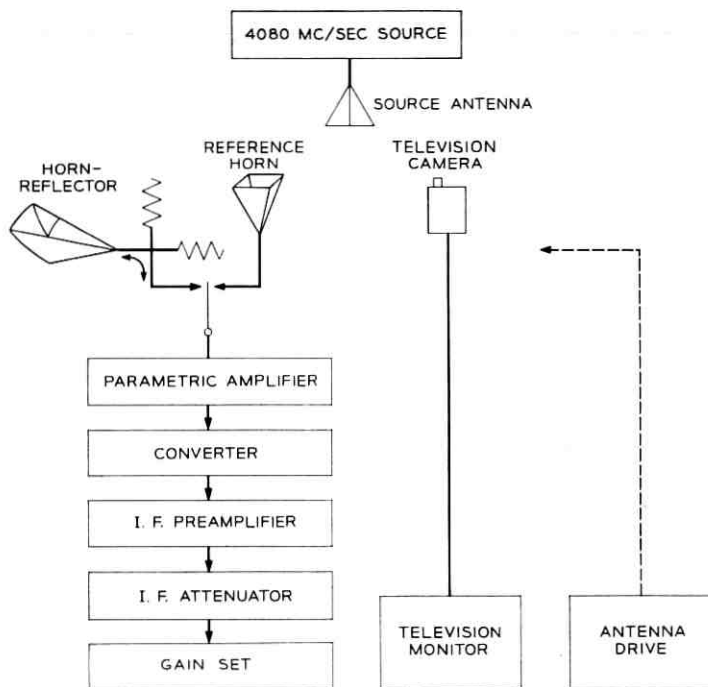 4080 MC/SEC SOURCE
SOURCE ANTENNA
HORN-
REFLECTOR
REFERENCE
HORN
TELEVISION
CAMERA
PARAMETRIC AMPLIFIER
CONVERTER
I. F. PREAMPLIFIER
I. F. ATTENUATOR
GAIN SET
TELEVISION
MONITOR
ANTENNA
DRIVE